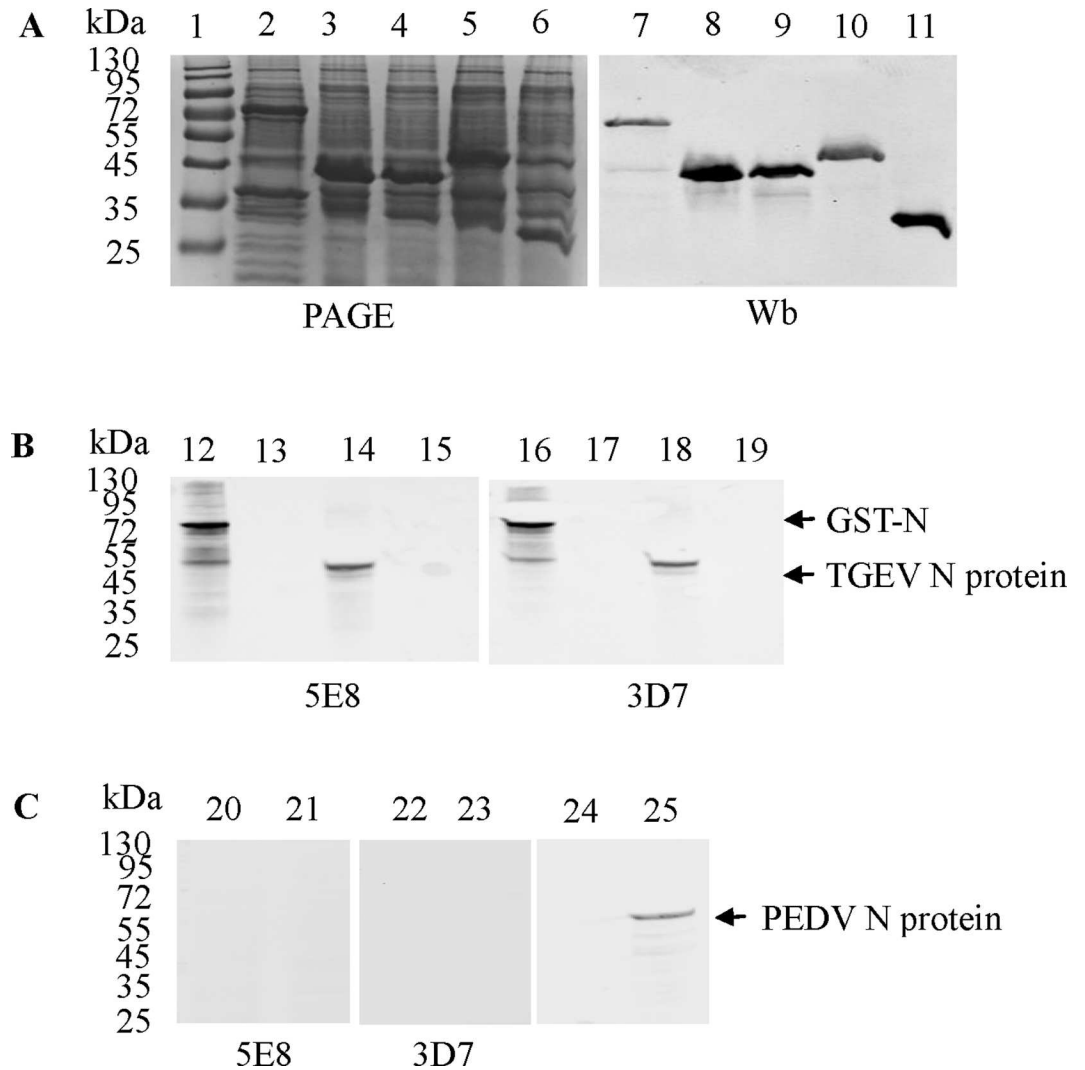 A kDa 1 2 3 4 5 6 7 8 9 10 11
130
95
72
55
45
35
25
PAGE Wb
B kDa 12 13 14 15 16 17 18 19
130
95
72
55
45
35
25
GST-N
TGEV N protein
5E8 3D7
C kDa 20 21 22 23 24 25
130
95
72
55
45
35
25
PEDV N protein
5E8 3D7